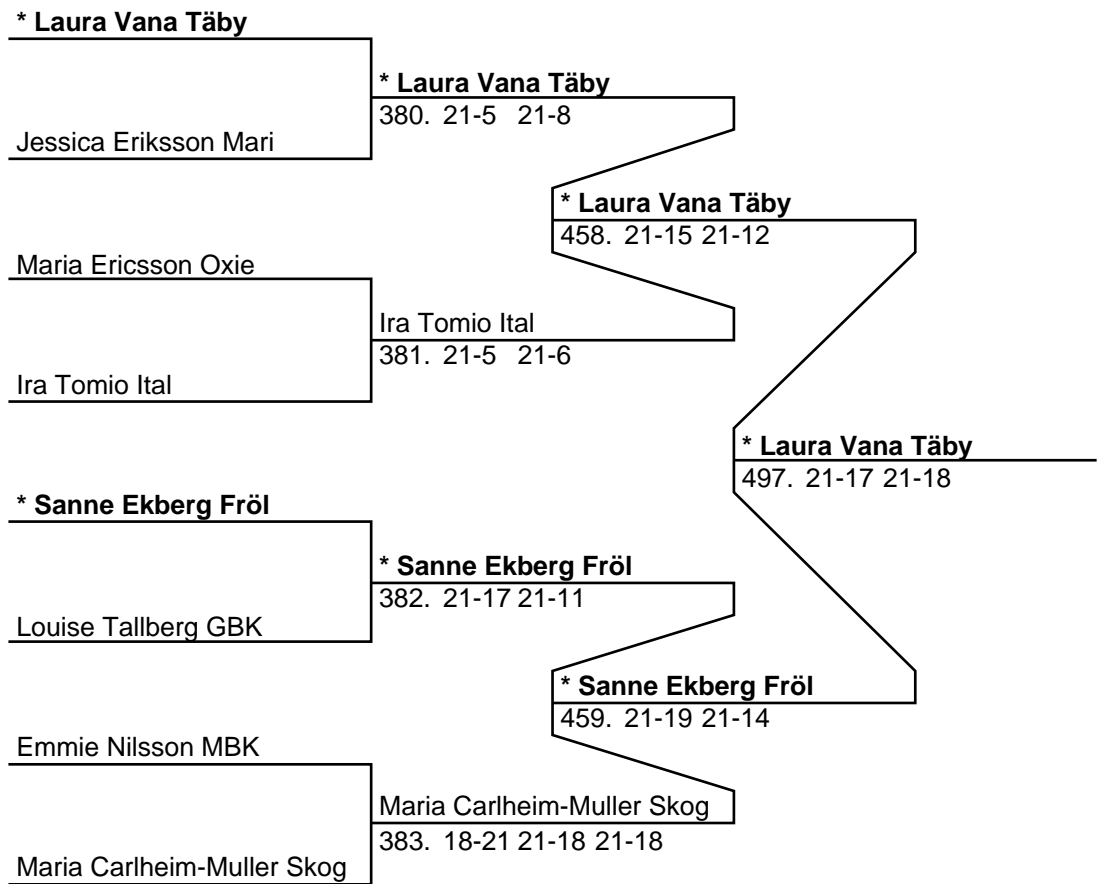 * Laura Vana Täby
* Laura Vana Täby
380. 21-5 21-8
Jessica Eriksson Mari
* Laura Vana Täby
458. 21-15 21-12
Maria Ericsson Oxie
Ira Tomio Ital
381. 21-5 21-6
Ira Tomio Ital
* Laura Vana Täby
497. 21-17 21-18
* Sanne Ekberg Fröl
* Sanne Ekberg Fröl
382. 21-17 21-11
Louise Tallberg GBK
* Sanne Ekberg Fröl
459. 21-19 21-14
Emmie Nilsson MBK
Maria Carlheim-Muller Skog
383. 18-21 21-18 21-18
Maria Carlheim-Muller Skog